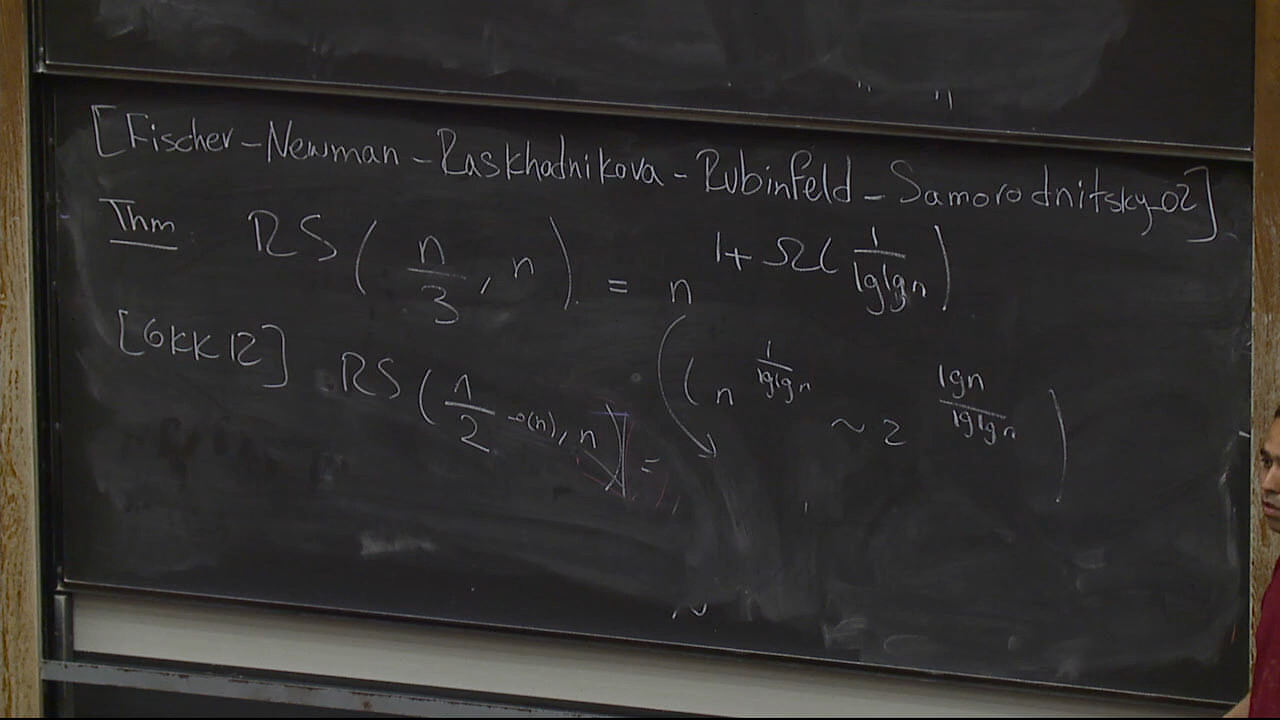 [Fischer-Newman-Raskhodnikova-Rubinfeld-Samorodnitsky-02]
Thm RS(n/3, n) = n^{1+Ω(1/lglgn)}
[GKK12] RS(n/2 -o(n), n) = (n^{1/lglgn} ~ 2^{lgn/lglgn})